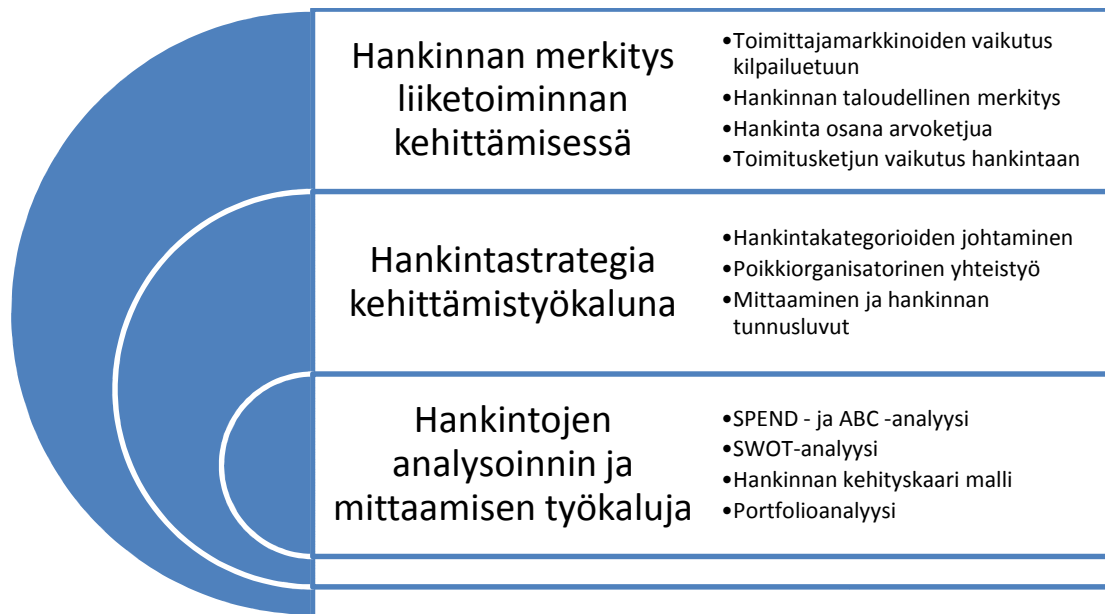 Hankinnan merkitys
liiketoiminnan
kehittämisessä
•Toimittajamarkkinoiden vaikutus
kilpailuetuun
•Hankinnan taloudellinen merkitys
•Hankinta osana arvoketjua
•Toimitusketjun vaikutus hankintaan
Hankintastrategia
kehittämistyökaluna
•Hankintakategorioiden johtaminen
•Poikkiorganisatorinen yhteistyö
•Mittaaminen ja hankinnan
tunnusluvut
Hankintojen
analysoinnin ja
mittaamisen työkaluja
•SPEND - ja ABC -analyysi
•SWOT-analyysi
•Hankinnan kehityskaari malli
•Portfolioanalyysi